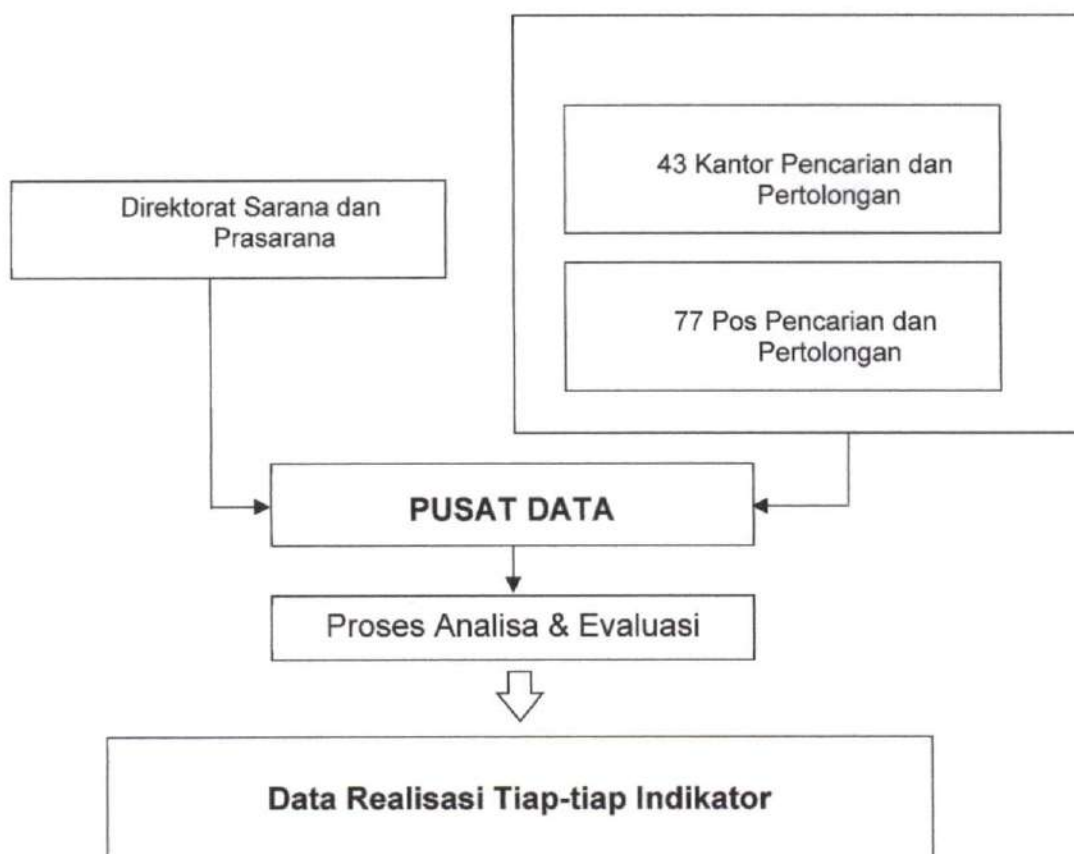 43 Kantor Pencarian dan
Pertolongan
Direktorat Sarana dan
Prasarana
77 Pos Pencarian dan
Pertolongan
PUSAT DATA
Proses Analisa & Evaluasi
Data Realisasi Tiap-tiap Indikator